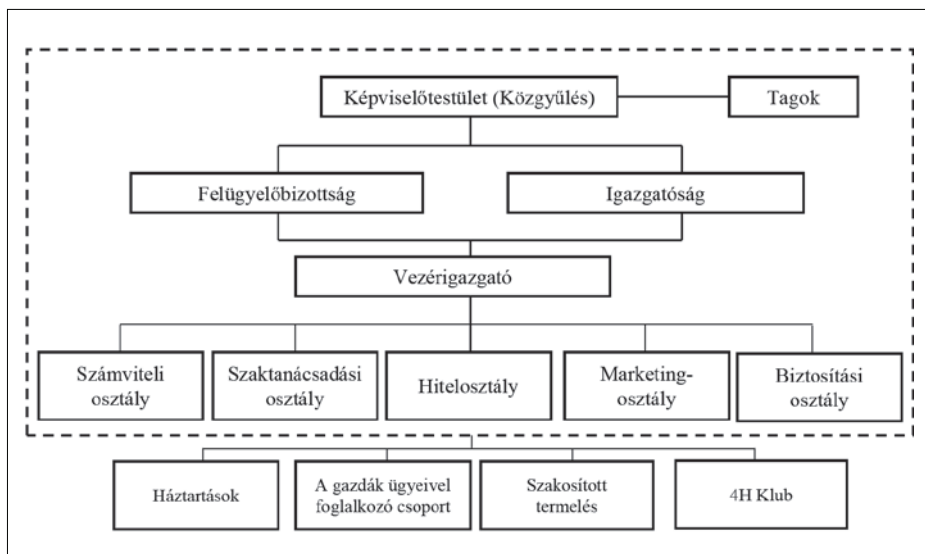 Képviselőtestület (Közgyűlés)
Tagok
Felügyelőbizottság
Igazgatóság
Vezérigazgató
Számviteli
osztály
Szaktanácsadási
osztály
Hitelosztály
Marketing-
osztály
Biztosítási
osztály
Háztartások
A gazdák ügyeivel
foglalkozó csoport
Szakosított
termelés
4H Klub